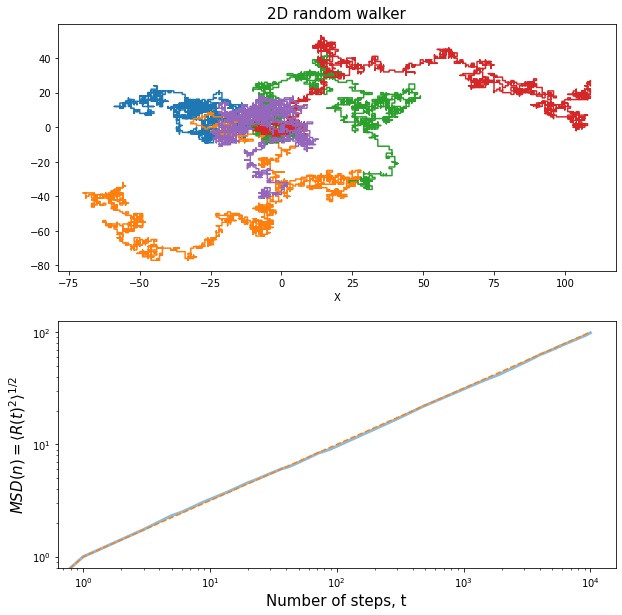 2D random walker
40
20
0
−20
−40
−60
−80
−75 −50 −25 0 25 50 75 100
X
MSD(n) = ⟨R(t)²⟩^{1/2}
10²
10¹
10⁰
10⁰ 10¹ 10² 10³ 10⁴
Number of steps, t